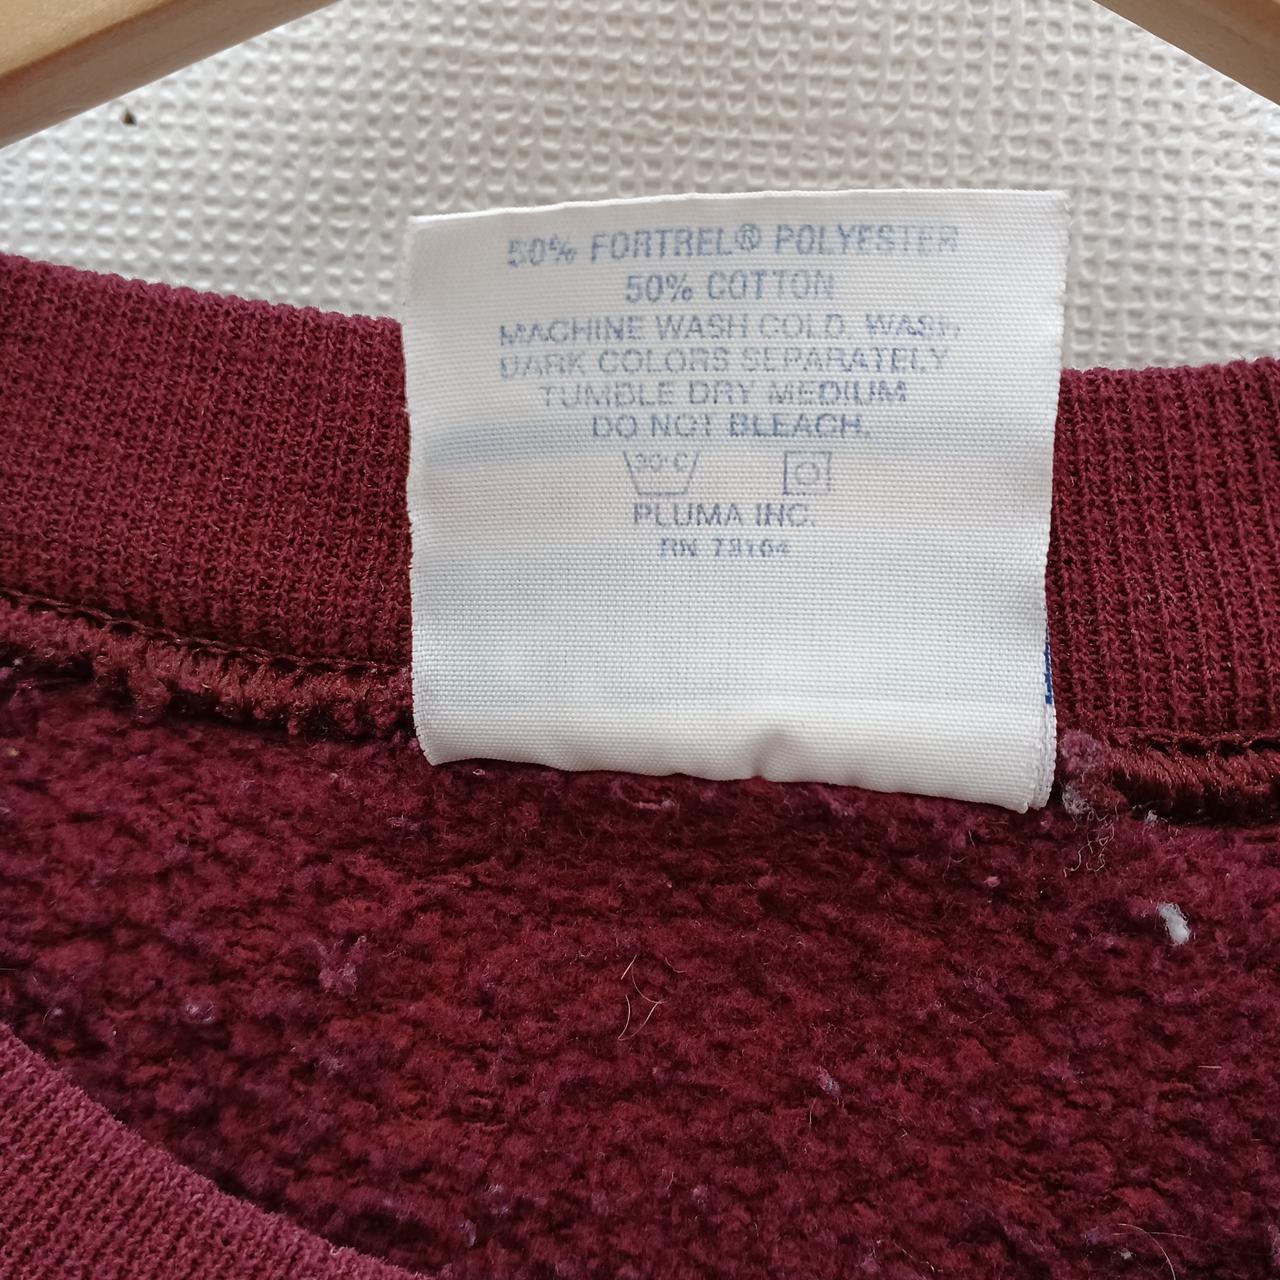 50% FORTREL® POLYESTER
50% COTTON
MACHINE WASH COLD. WASH
DARK COLORS SEPARATELY
TUMBLE DRY MEDIUM
DO NOT BLEACH.
30°C
PLUMA INC.
RN